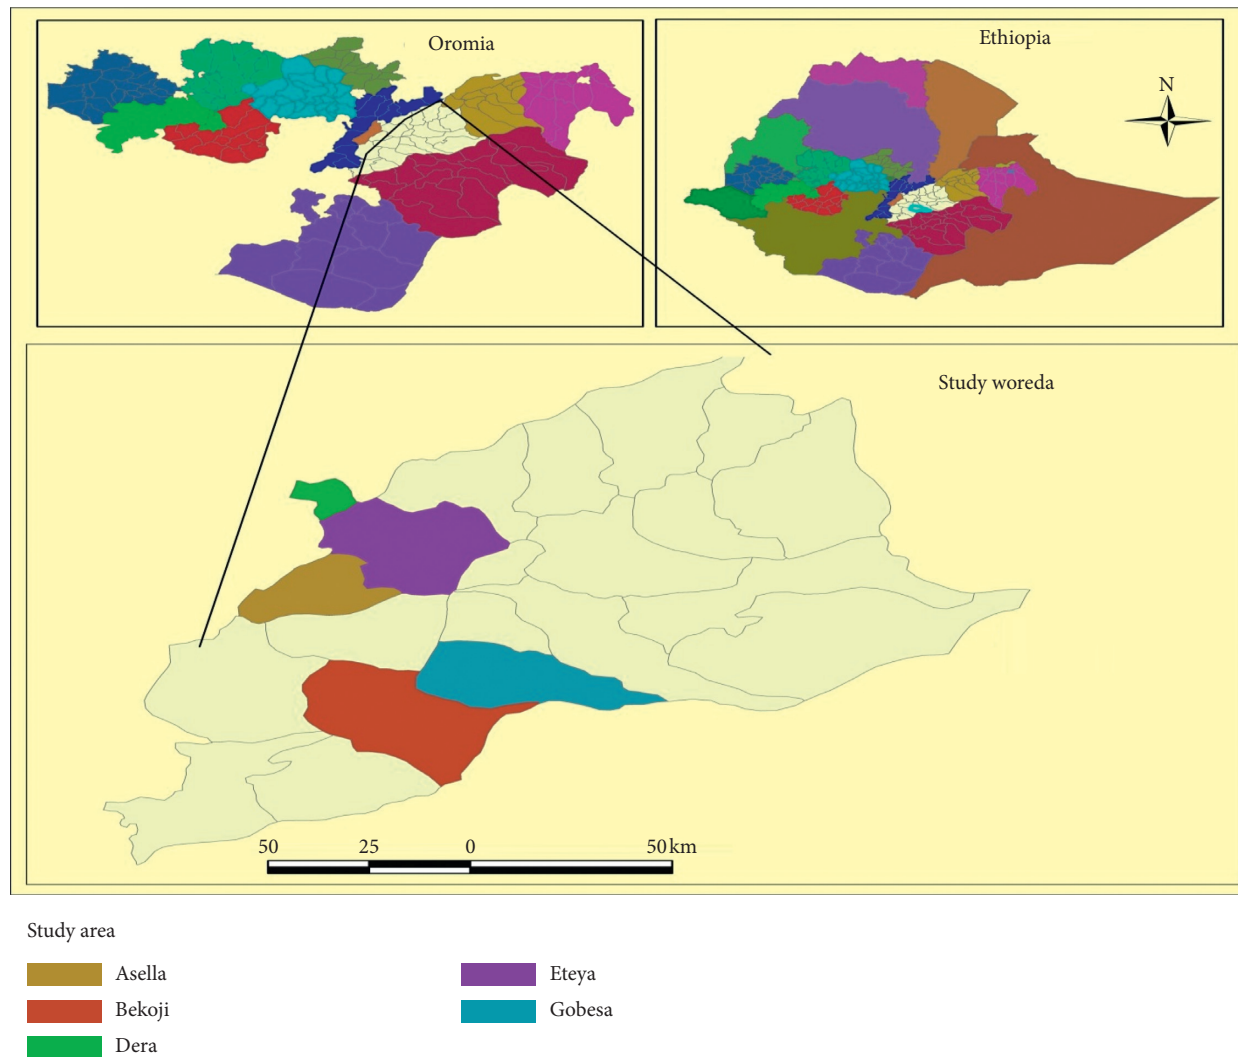 Oromia
Ethiopia
N
Study woreda
50 25 0 50 km
Study area
Asella
Bekoji
Dera
Eteya
Gobesa